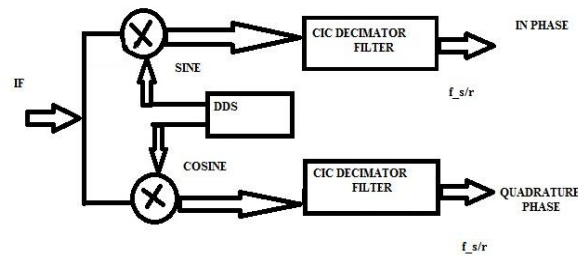 IN PHASE
CIC DECIMATOR
FILTER
SINE
IF
f_s/r
DDS
COSINE
CIC DECIMATOR
FILTER
QUADRATURE
PHASE
f_s/r